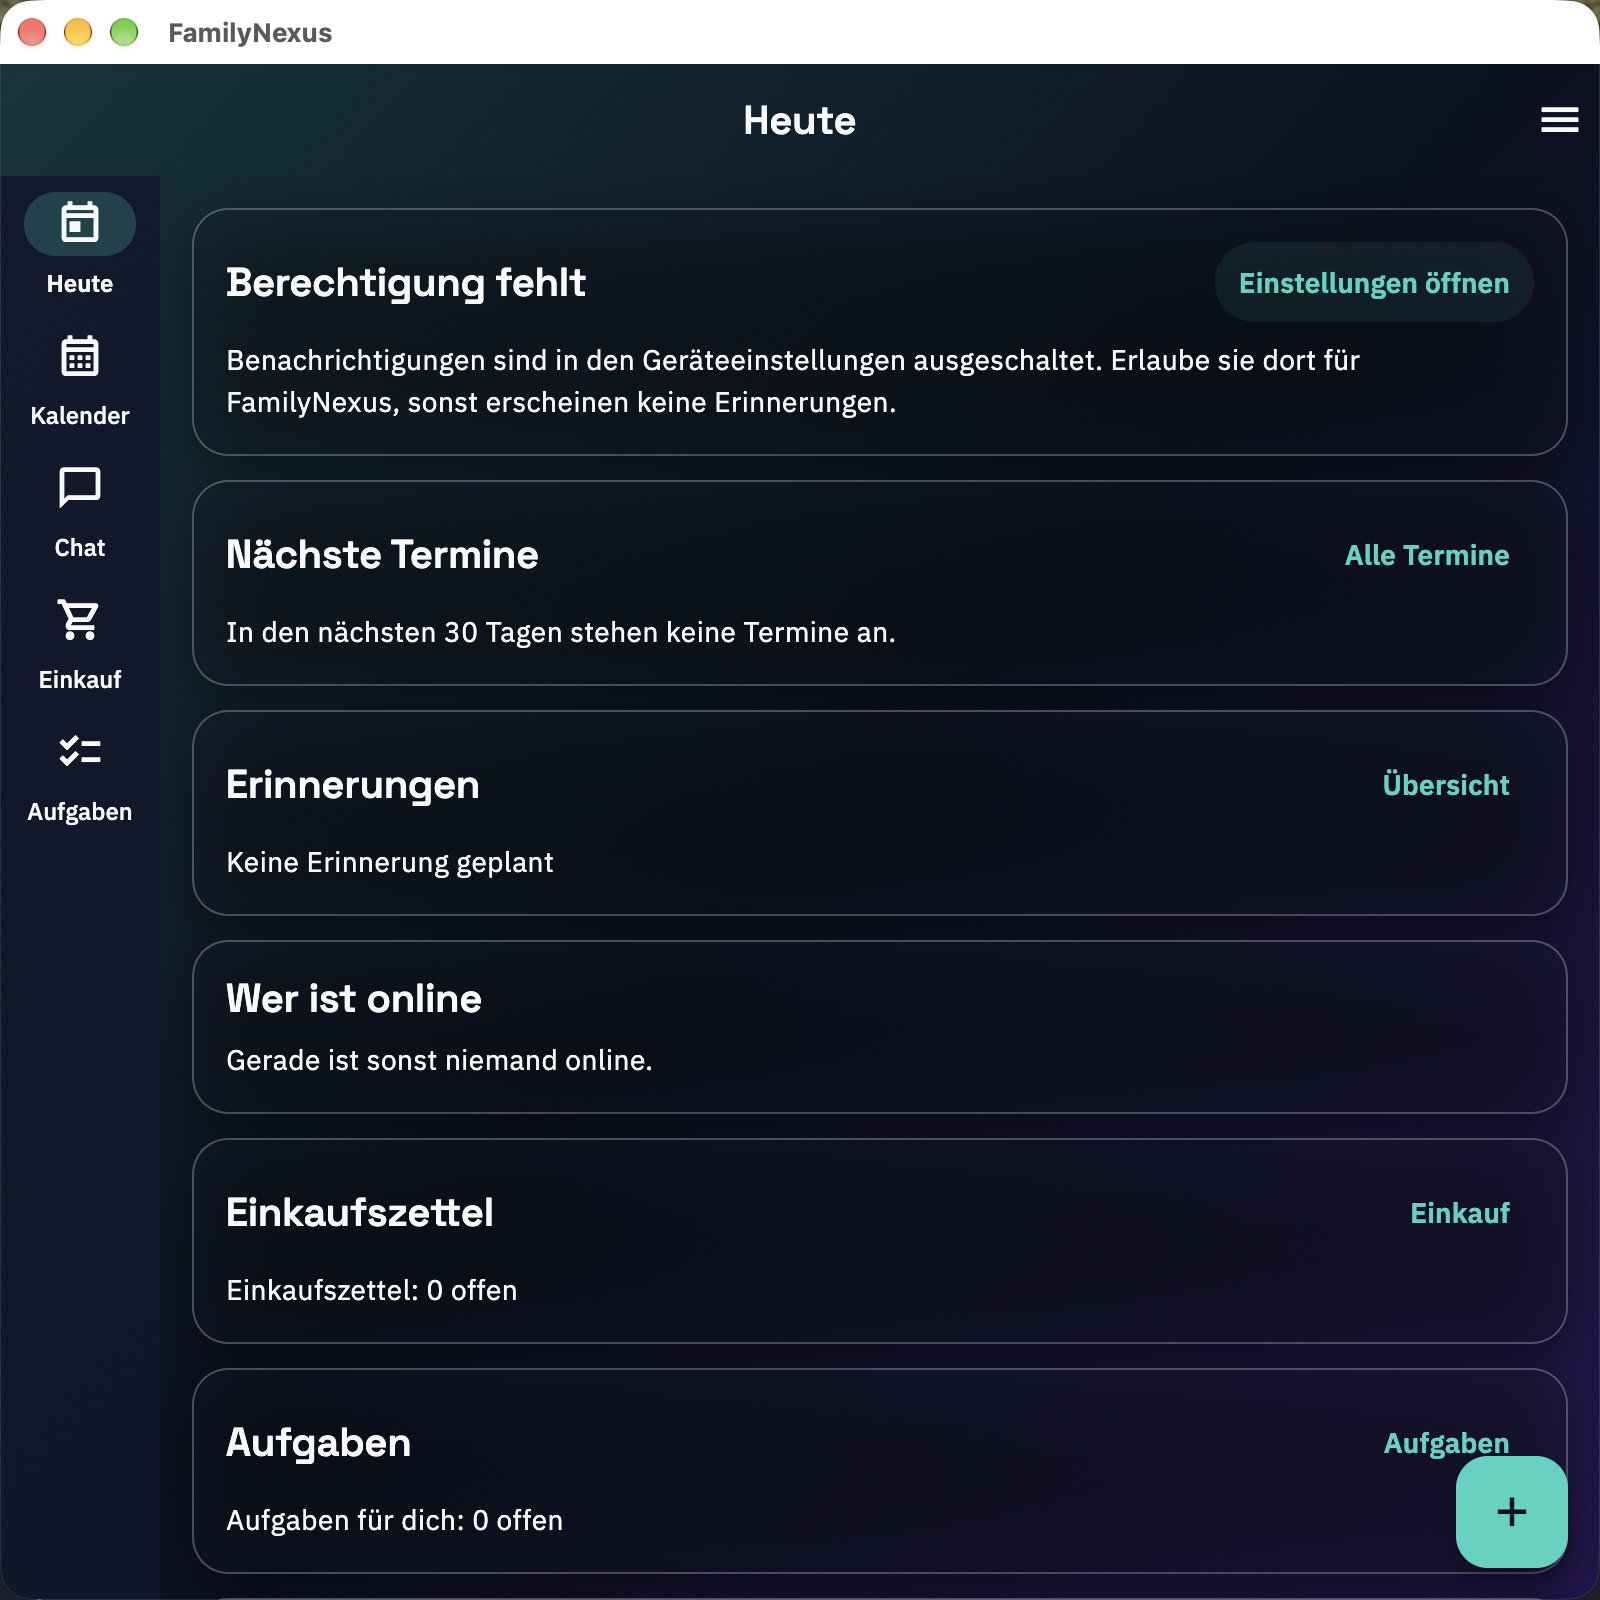 FamilyNexus
Heute
Heute
Kalender
Chat
Einkauf
Aufgaben
Berechtigung fehlt
Einstellungen öffnen
Benachrichtigungen sind in den Geräteeinstellungen ausgeschaltet. Erlaube sie dort für
FamilyNexus, sonst erscheinen keine Erinnerungen.
Nächste Termine
Alle Termine
In den nächsten 30 Tagen stehen keine Termine an.
Erinnerungen
Übersicht
Keine Erinnerung geplant
Wer ist online
Gerade ist sonst niemand online.
Einkaufszettel
Einkauf
Einkaufszettel: 0 offen
Aufgaben
Aufgaben
Aufgaben für dich: 0 offen